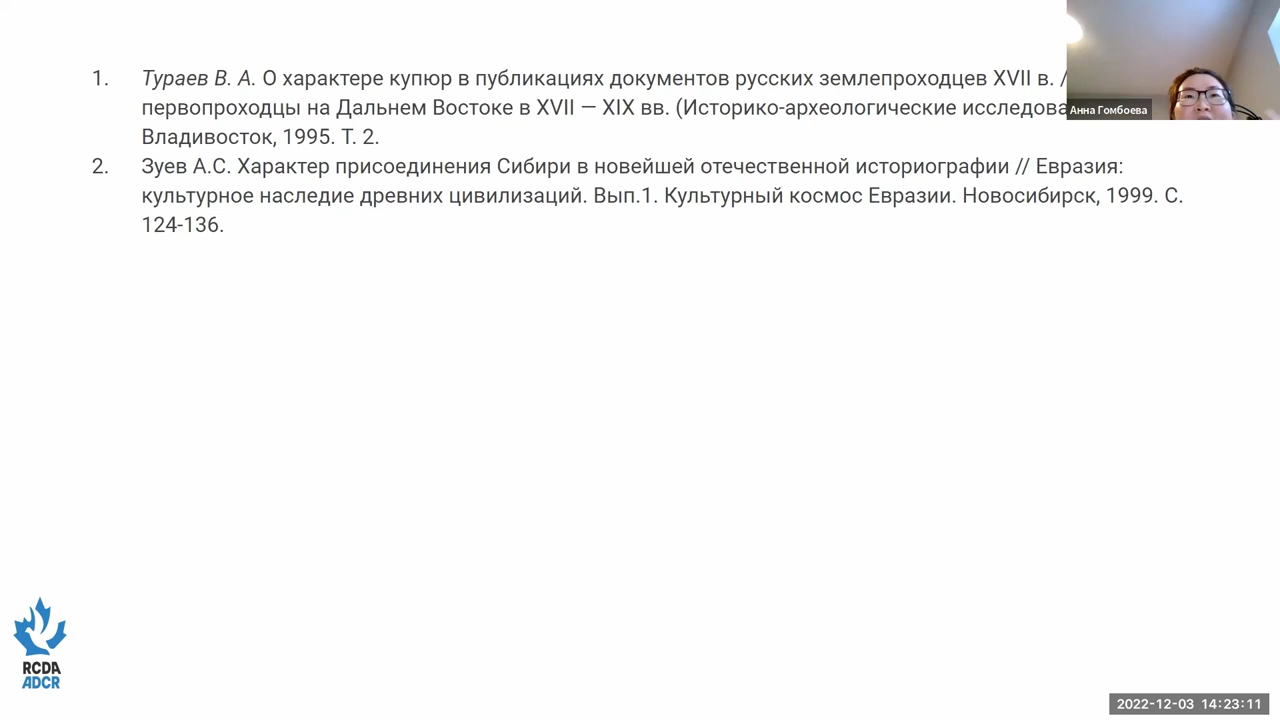 1. Тураев В. А. О характере купюр в публикациях документов русских землепроходцев XVII в. /
первопроходцы на Дальнем Востоке в XVII — XIX вв. (Историко-археологические
Владивосток, 1995. Т. 2.
2. Зуев А.С. Характер присоединения Сибири в новейшей отечественной историографии // Евразия:
культурное наследие древних цивилизаций. Вып.1. Культурный космос Евразии. Новосибирск, 1999. С.
124-136.
Анна Гомбоева
RCDA
ADCR
2022-12-03 14:23:11